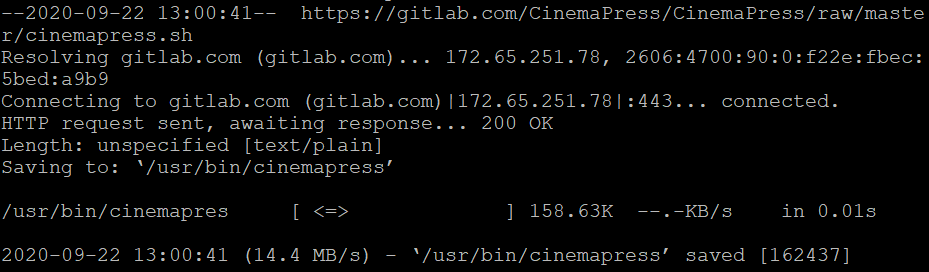 --2020-09-22 13:00:41--  https://gitlab.com/CinemaPress/CinemaPress/raw/maste
r/cinemapress.sh
Resolving gitlab.com (gitlab.com)... 172.65.251.78, 2606:4700:90:0:f22e:fbec:
5bed:a9b9
Connecting to gitlab.com (gitlab.com)|172.65.251.78|:443... connected.
HTTP request sent, awaiting response... 200 OK
Length: unspecified [text/plain]
Saving to: ‘/usr/bin/cinemapress’
/usr/bin/cinemapres     [ <=>             ] 158.63K  --.-KB/s    in 0.01s
2020-09-22 13:00:41 (14.4 MB/s) - ‘/usr/bin/cinemapress’ saved [162437]